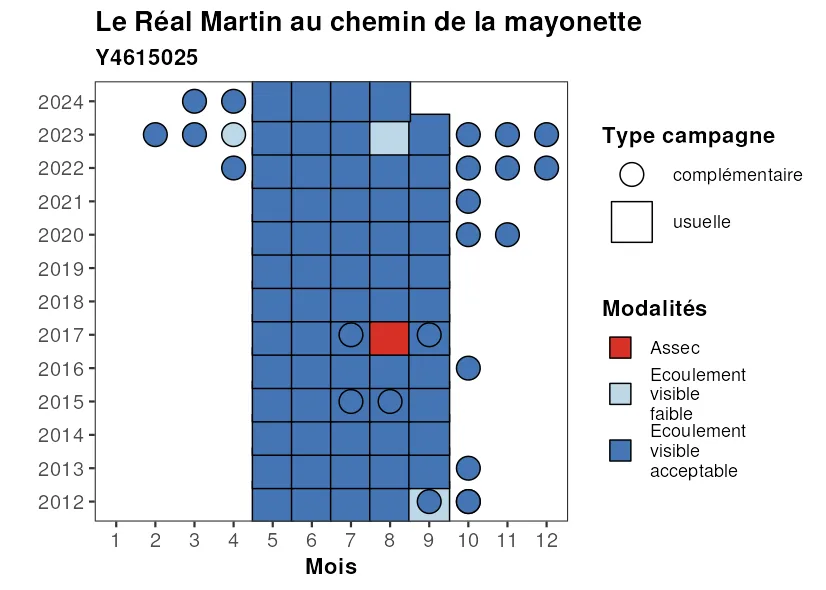 Le Réal Martin au chemin de la mayonette
Y4615025
2024
2023
2022
2021
2020
2019
2018
2017
2016
2015
2014
2013
2012
1 2 3 4 5 6 7 8 9 10 11 12
Mois
Type campagne
complémentaire
usuelle
Modalités
Assec
Ecoulement
visible
faible
Ecoulement
visible
acceptable